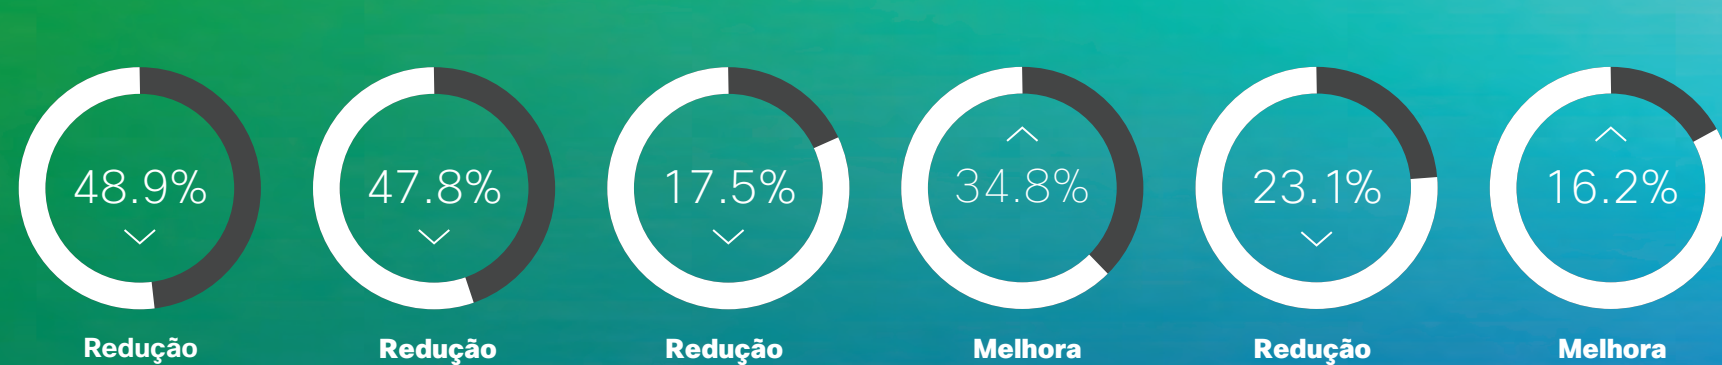 48.9%
47.8%
17.5%
34.8%
23.1%
16.2%
Redução
Redução
Redução
Melhora
Redução
Melhora